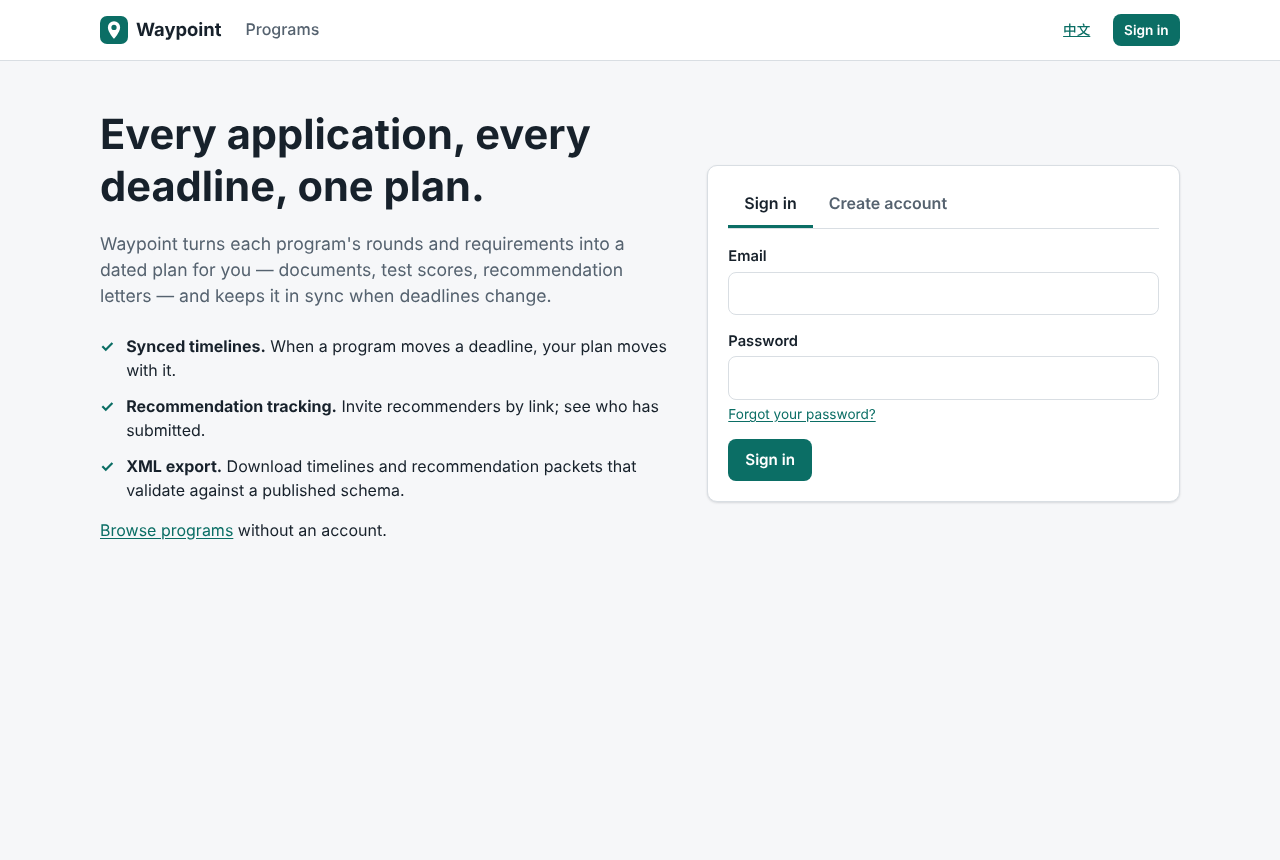 Waypoint
Programs
中文
Sign in
Every application, every
deadline, one plan.
Waypoint turns each program's rounds and requirements into a
dated plan for you — documents, test scores, recommendation
letters — and keeps it in sync when deadlines change.
Synced timelines. When a program moves a deadline, your plan moves
with it.
Recommendation tracking. Invite recommenders by link; see who has
submitted.
XML export. Download timelines and recommendation packets that
validate against a published schema.
Browse programs without an account.
Sign in
Create account
Email
Password
Forgot your password?
Sign in